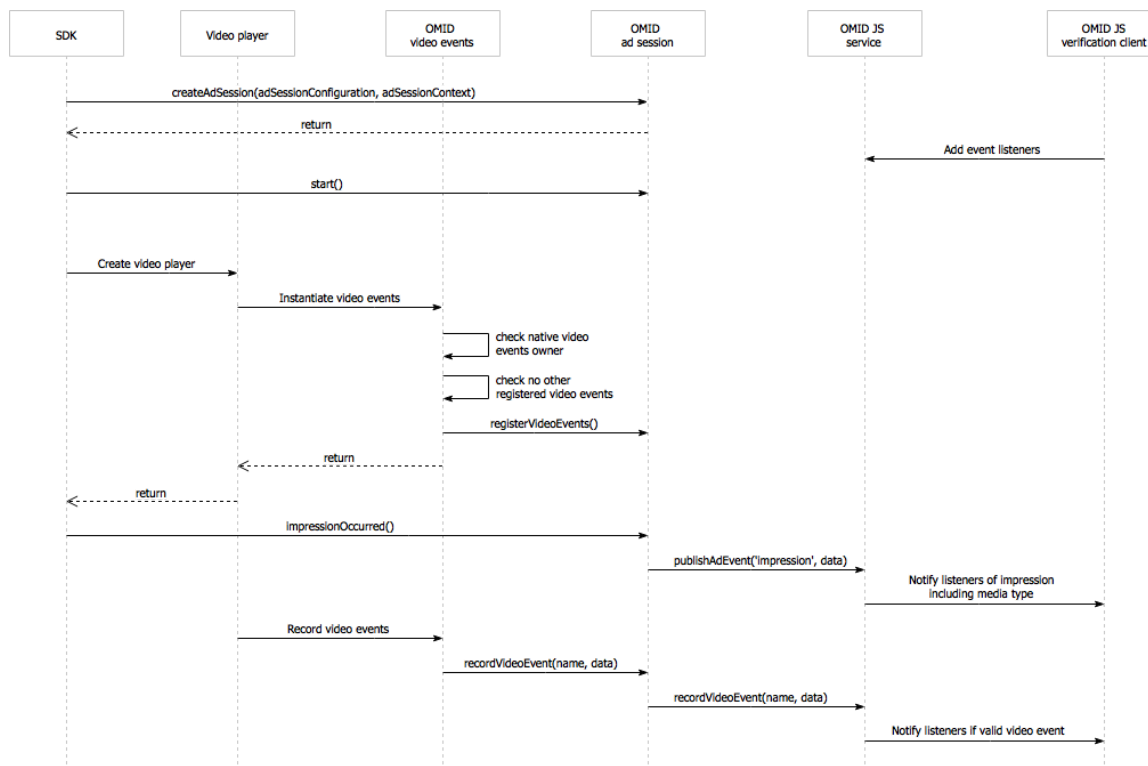 SDK
Video player
OMID
video events
OMID
ad session
OMID JS
service
OMID JS
verification client
createAdSession(adSessionConfiguration, adSessionContext)
return
Add event listeners
start()
Create video player
Instantiate video events
check native video
events owner
check no other
registered video events
registerVideoEvents()
return
return
impressionOccurred()
publishAdEvent('impression', data)
Notify listeners of impression
including media type
Record video events
recordVideoEvent(name, data)
recordVideoEvent(name, data)
Notify listeners if valid video event